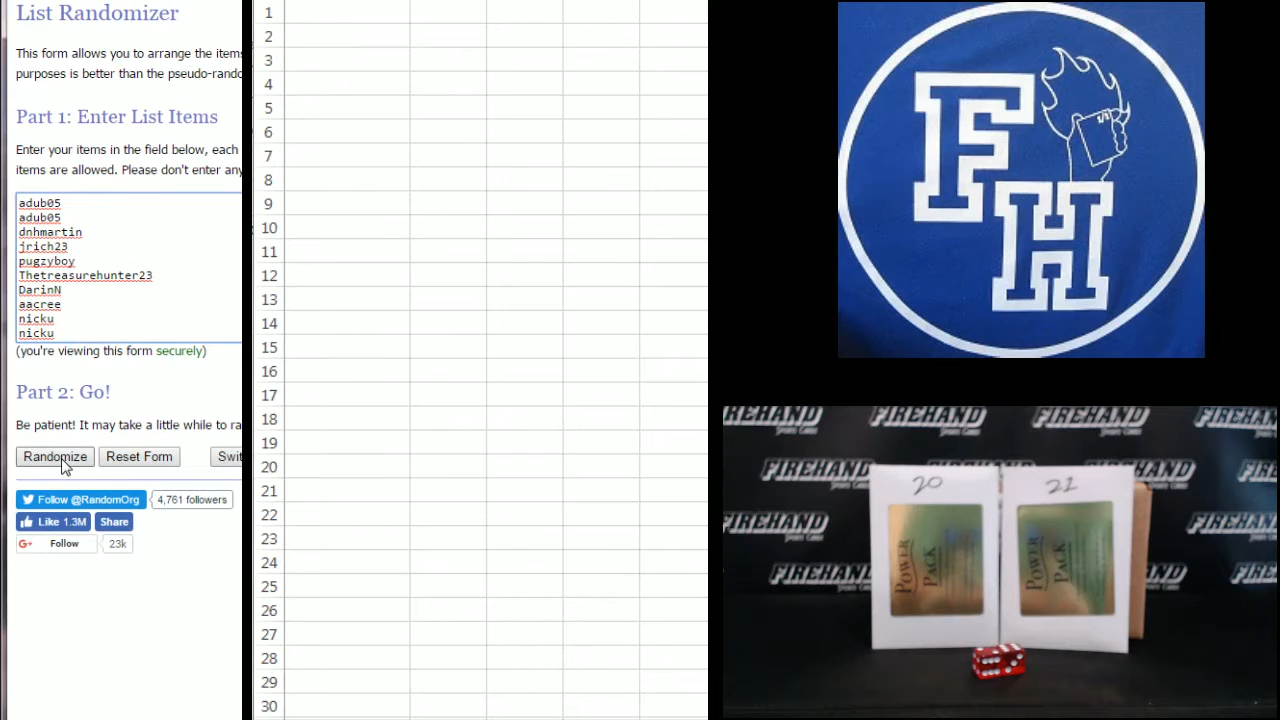 List Randomizer
This form allows you to arrange the items
purposes is better than the pseudo-rando
Part 1: Enter List Items
Enter your items in the field below, each
items are allowed. Please don't enter any
adub05
adub05
dnhmartin
jrich23
pugzyboy
Thetreasurehunter23
DarinN
aacree
nicku
nicku
(you're viewing this form securely)
Part 2: Go!
Be patient! It may take a little while to ra
Randomize Reset Form Swit
Follow @RandomOrg 4,761 followers
Like 1.3M Share
Follow 23k
1
2
3
4
5
6
7
8
9
10
11
12
13
14
15
16
17
18
19
20
21
22
23
24
25
26
27
28
29
30
FH
FIREHAND
20 21
POWER PACK
POWER PACK